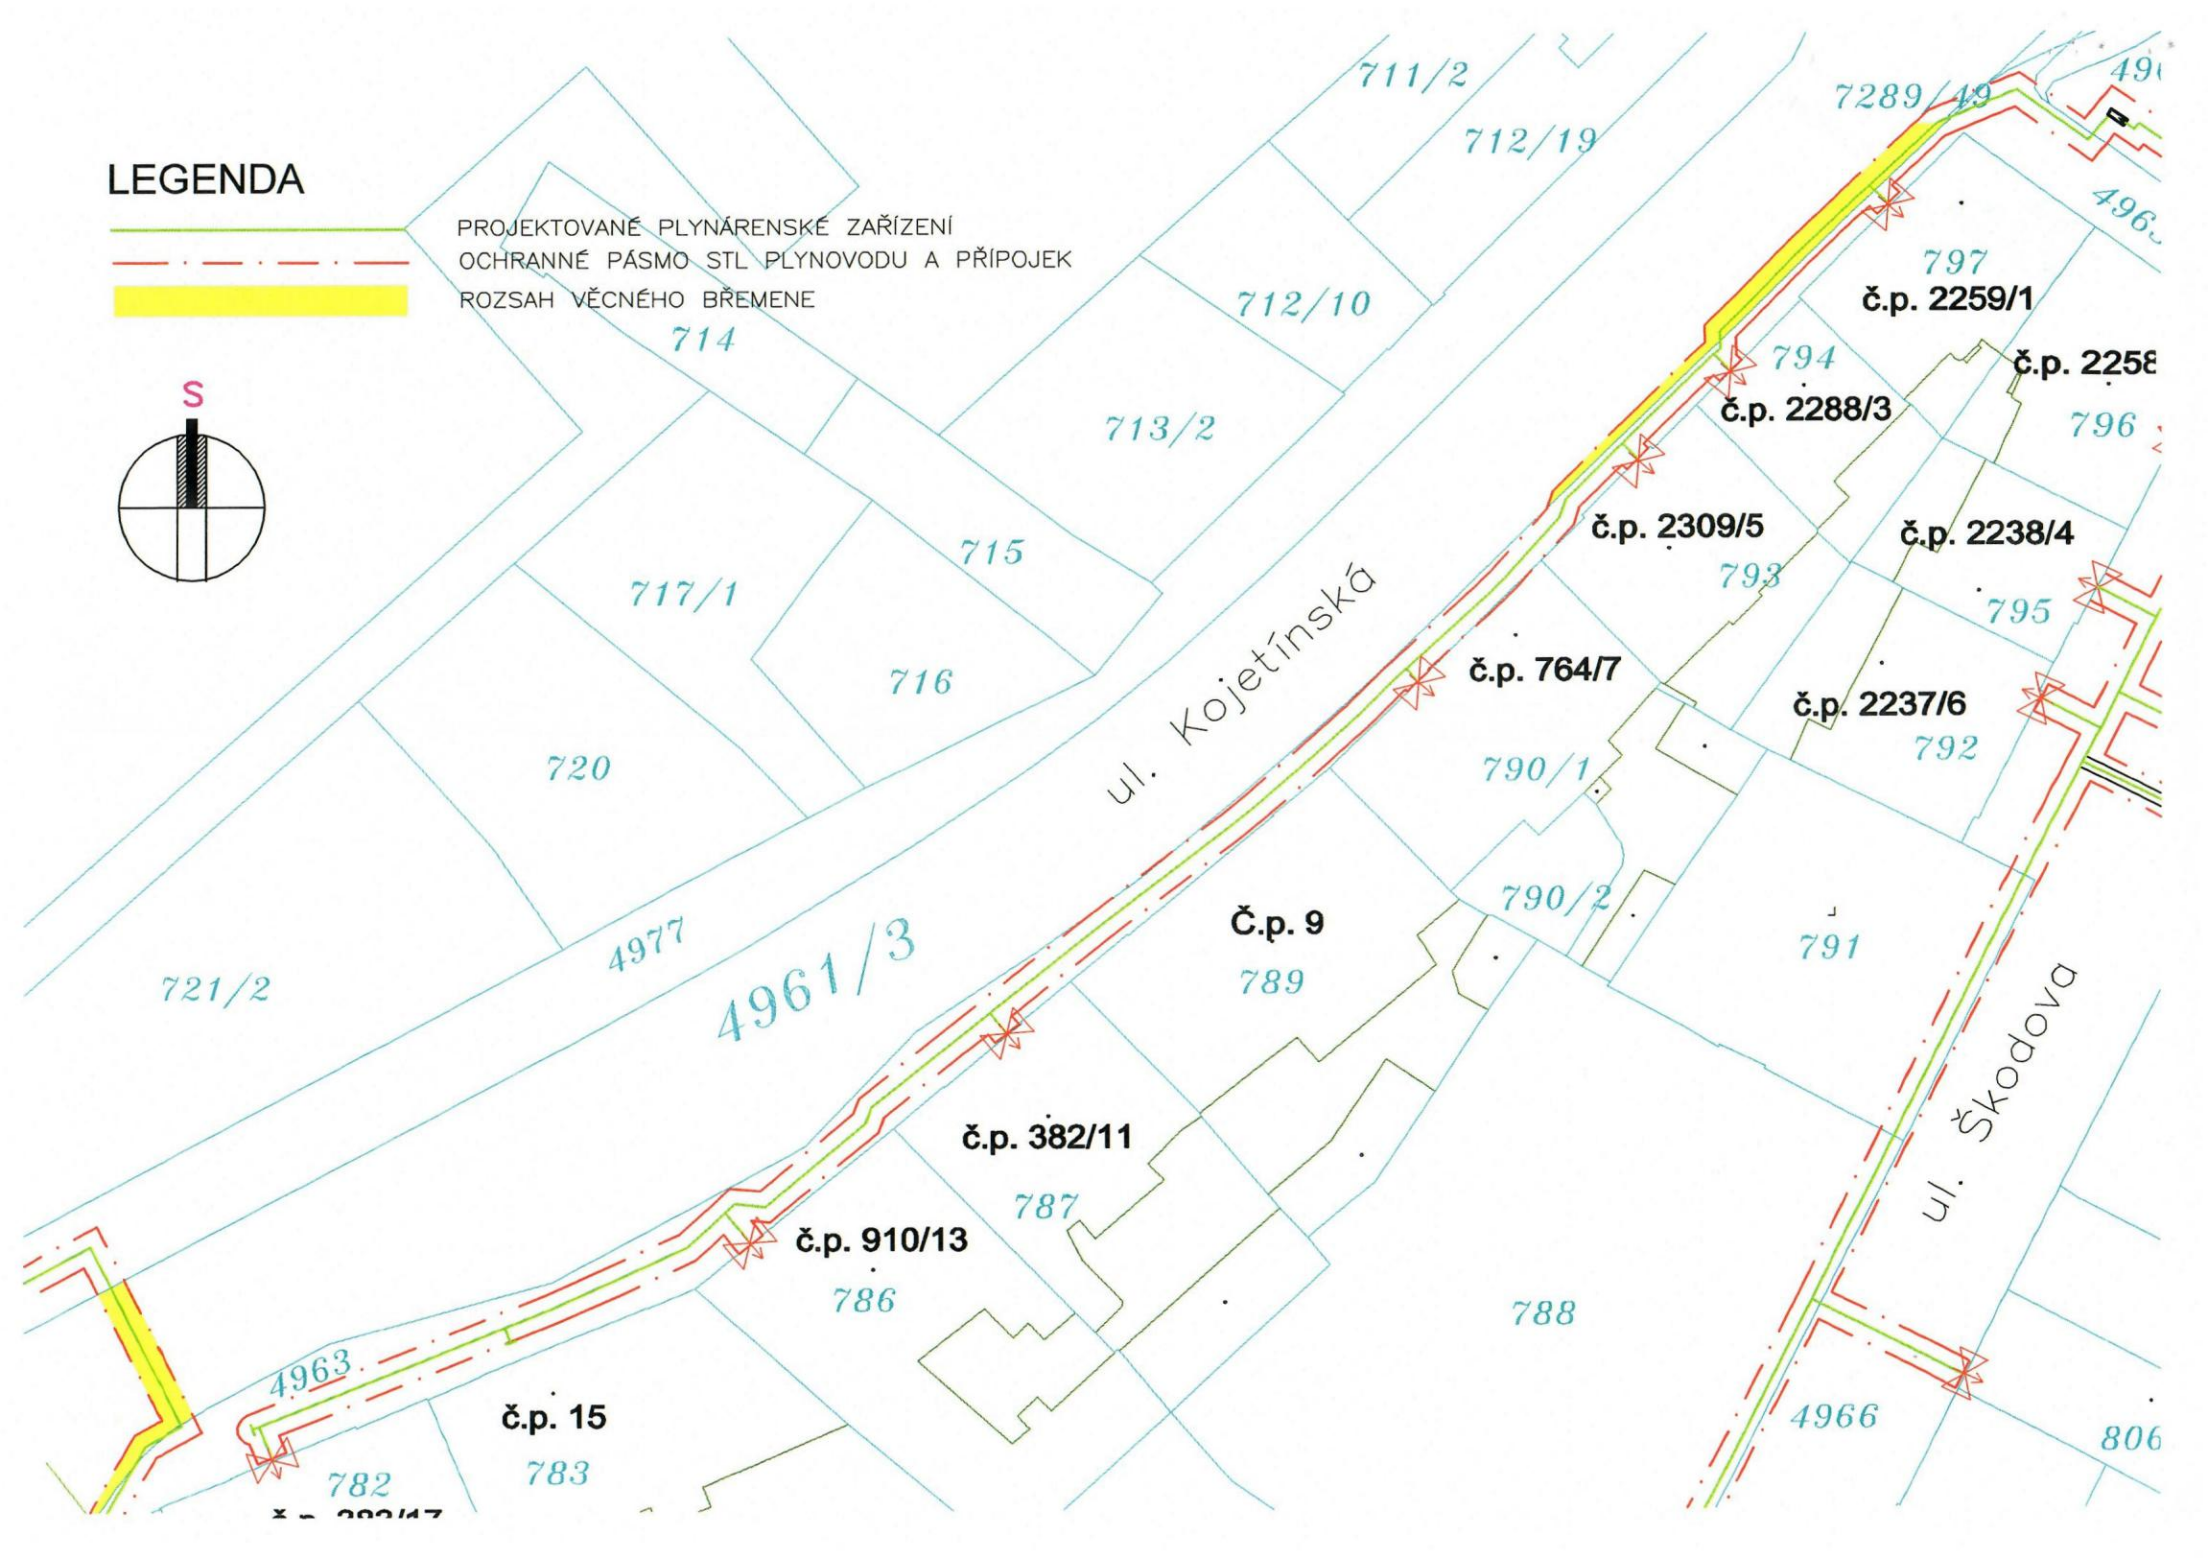 LEGENDA
PROJEKTOVANÉ PLYNÁRENSKÉ ZAŘÍZENÍ
OCHRANNÉ PÁSMO STL PLYNOVODU A PŘÍPOJEK
ROZSAH VĚCNÉHO BŘEMENE
S
711/2
712/19
7289/49
797
č.p. 2259/1
712/10
714
794
č.p. 2258
č.p. 2288/3
796
713/2
č.p. 2309/5
č.p. 2238/4
715
793
795
717/1
716
č.p. 764/7
č.p. 2237/6
ul. Kojetínská
792
720
790/1
790/2
Č.p. 9
4977
4961/3
791
721/2
789
ul. Škodova
č.p. 382/11
787
č.p. 910/13
786
788
4963
č.p. 15
4966
806
782
783